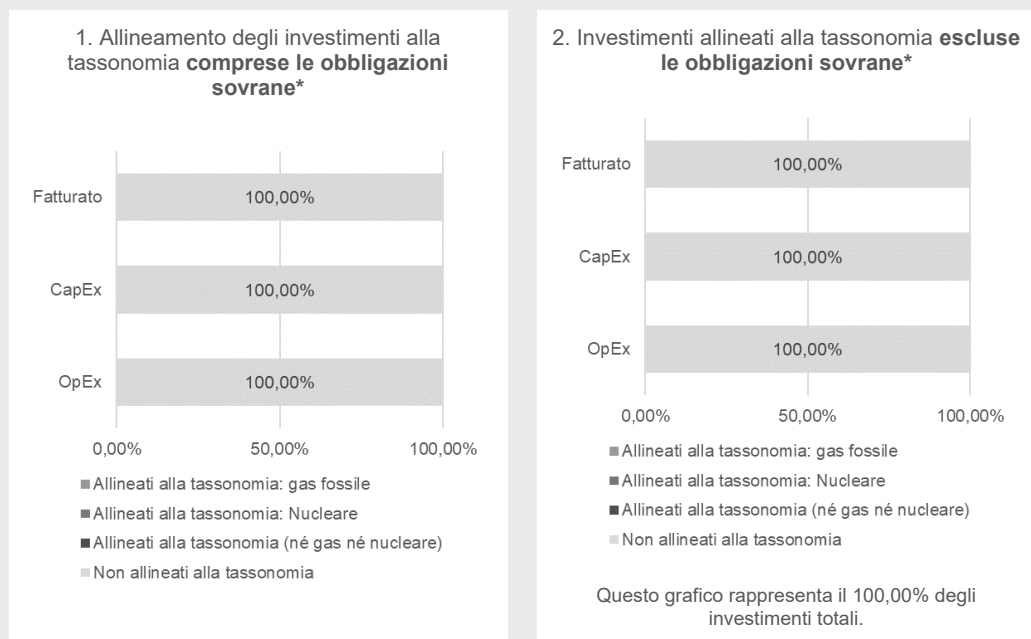 1. Allineamento degli investimenti alla
tassonomia comprese le obbligazioni
sovrane*
Fatturato
100,00%
CapEx
100,00%
OpEx
100,00%
0,00%
50,00%
100,00%
Allineati alla tassonomia: gas fossile
Allineati alla tassonomia: Nucleare
Allineati alla tassonomia (né gas né nucleare)
Non allineati alla tassonomia
2. Investimenti allineati alla tassonomia escluse
le obbligazioni sovrane*
Fatturato
100,00%
CapEx
100,00%
OpEx
100,00%
0,00%
50,00%
100,00%
Allineati alla tassonomia: gas fossile
Allineati alla tassonomia: Nucleare
Allineati alla tassonomia (né gas né nucleare)
Non allineati alla tassonomia
Questo grafico rappresenta il 100,00% degli
investimenti totali.